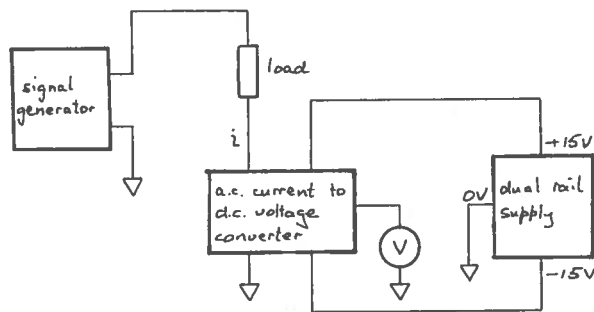 signal
generator
load
i
a.c. current to
d.c. voltage
converter
V
+15V
0V
dual rail
supply
-15V